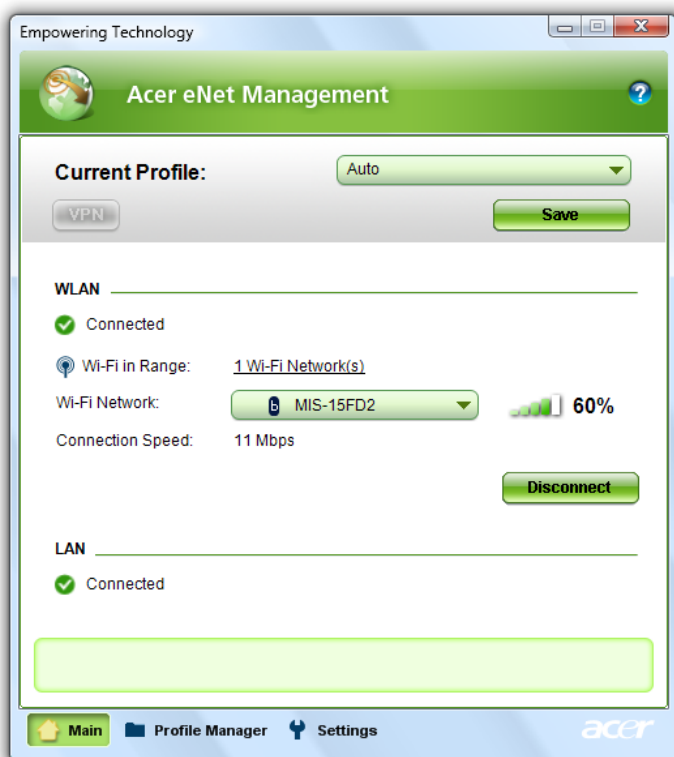 Empowering Technology
Acer eNet Management
?
Current Profile: Auto
VPN Save
WLAN
Connected
Wi-Fi in Range: 1 Wi-Fi Network(s)
Wi-Fi Network: b MIS-15FD2 60%
Connection Speed: 11 Mbps
Disconnect
LAN
Connected
Main Profile Manager Settings acer